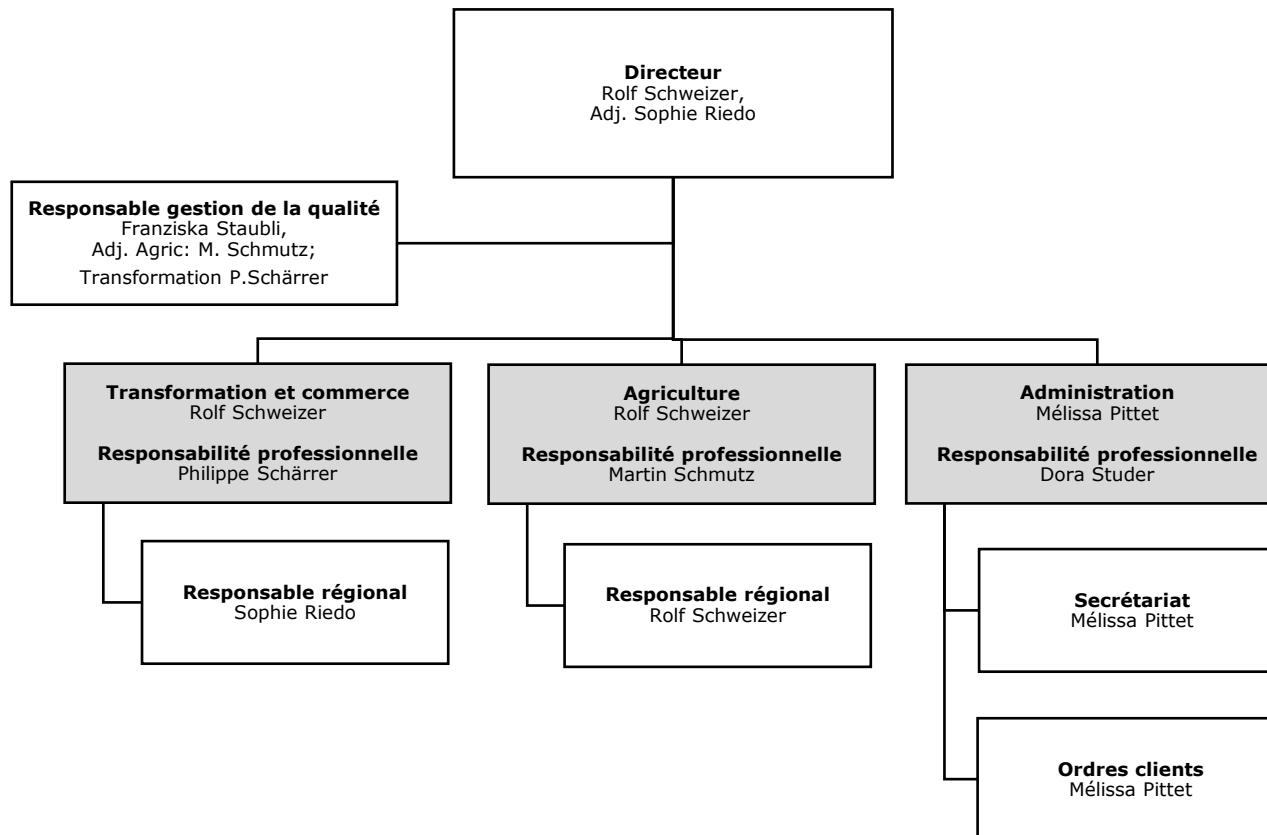 Directeur
Rolf Schweizer,
Adj. Sophie Riedo
Responsable gestion de la qualité
Franziska Staubli,
Adj. Agric: M. Schmutz;
Transformation P.Schärrer
Transformation et commerce
Rolf Schweizer
Responsabilité professionnelle
Philippe Schärrer
Agriculture
Rolf Schweizer
Responsabilité professionnelle
Martin Schmutz
Administration
Mélissa Pittet
Responsabilité professionnelle
Dora Studer
Responsable régional
Sophie Riedo
Responsable régional
Rolf Schweizer
Secrétariat
Mélissa Pittet
Ordres clients
Mélissa Pittet